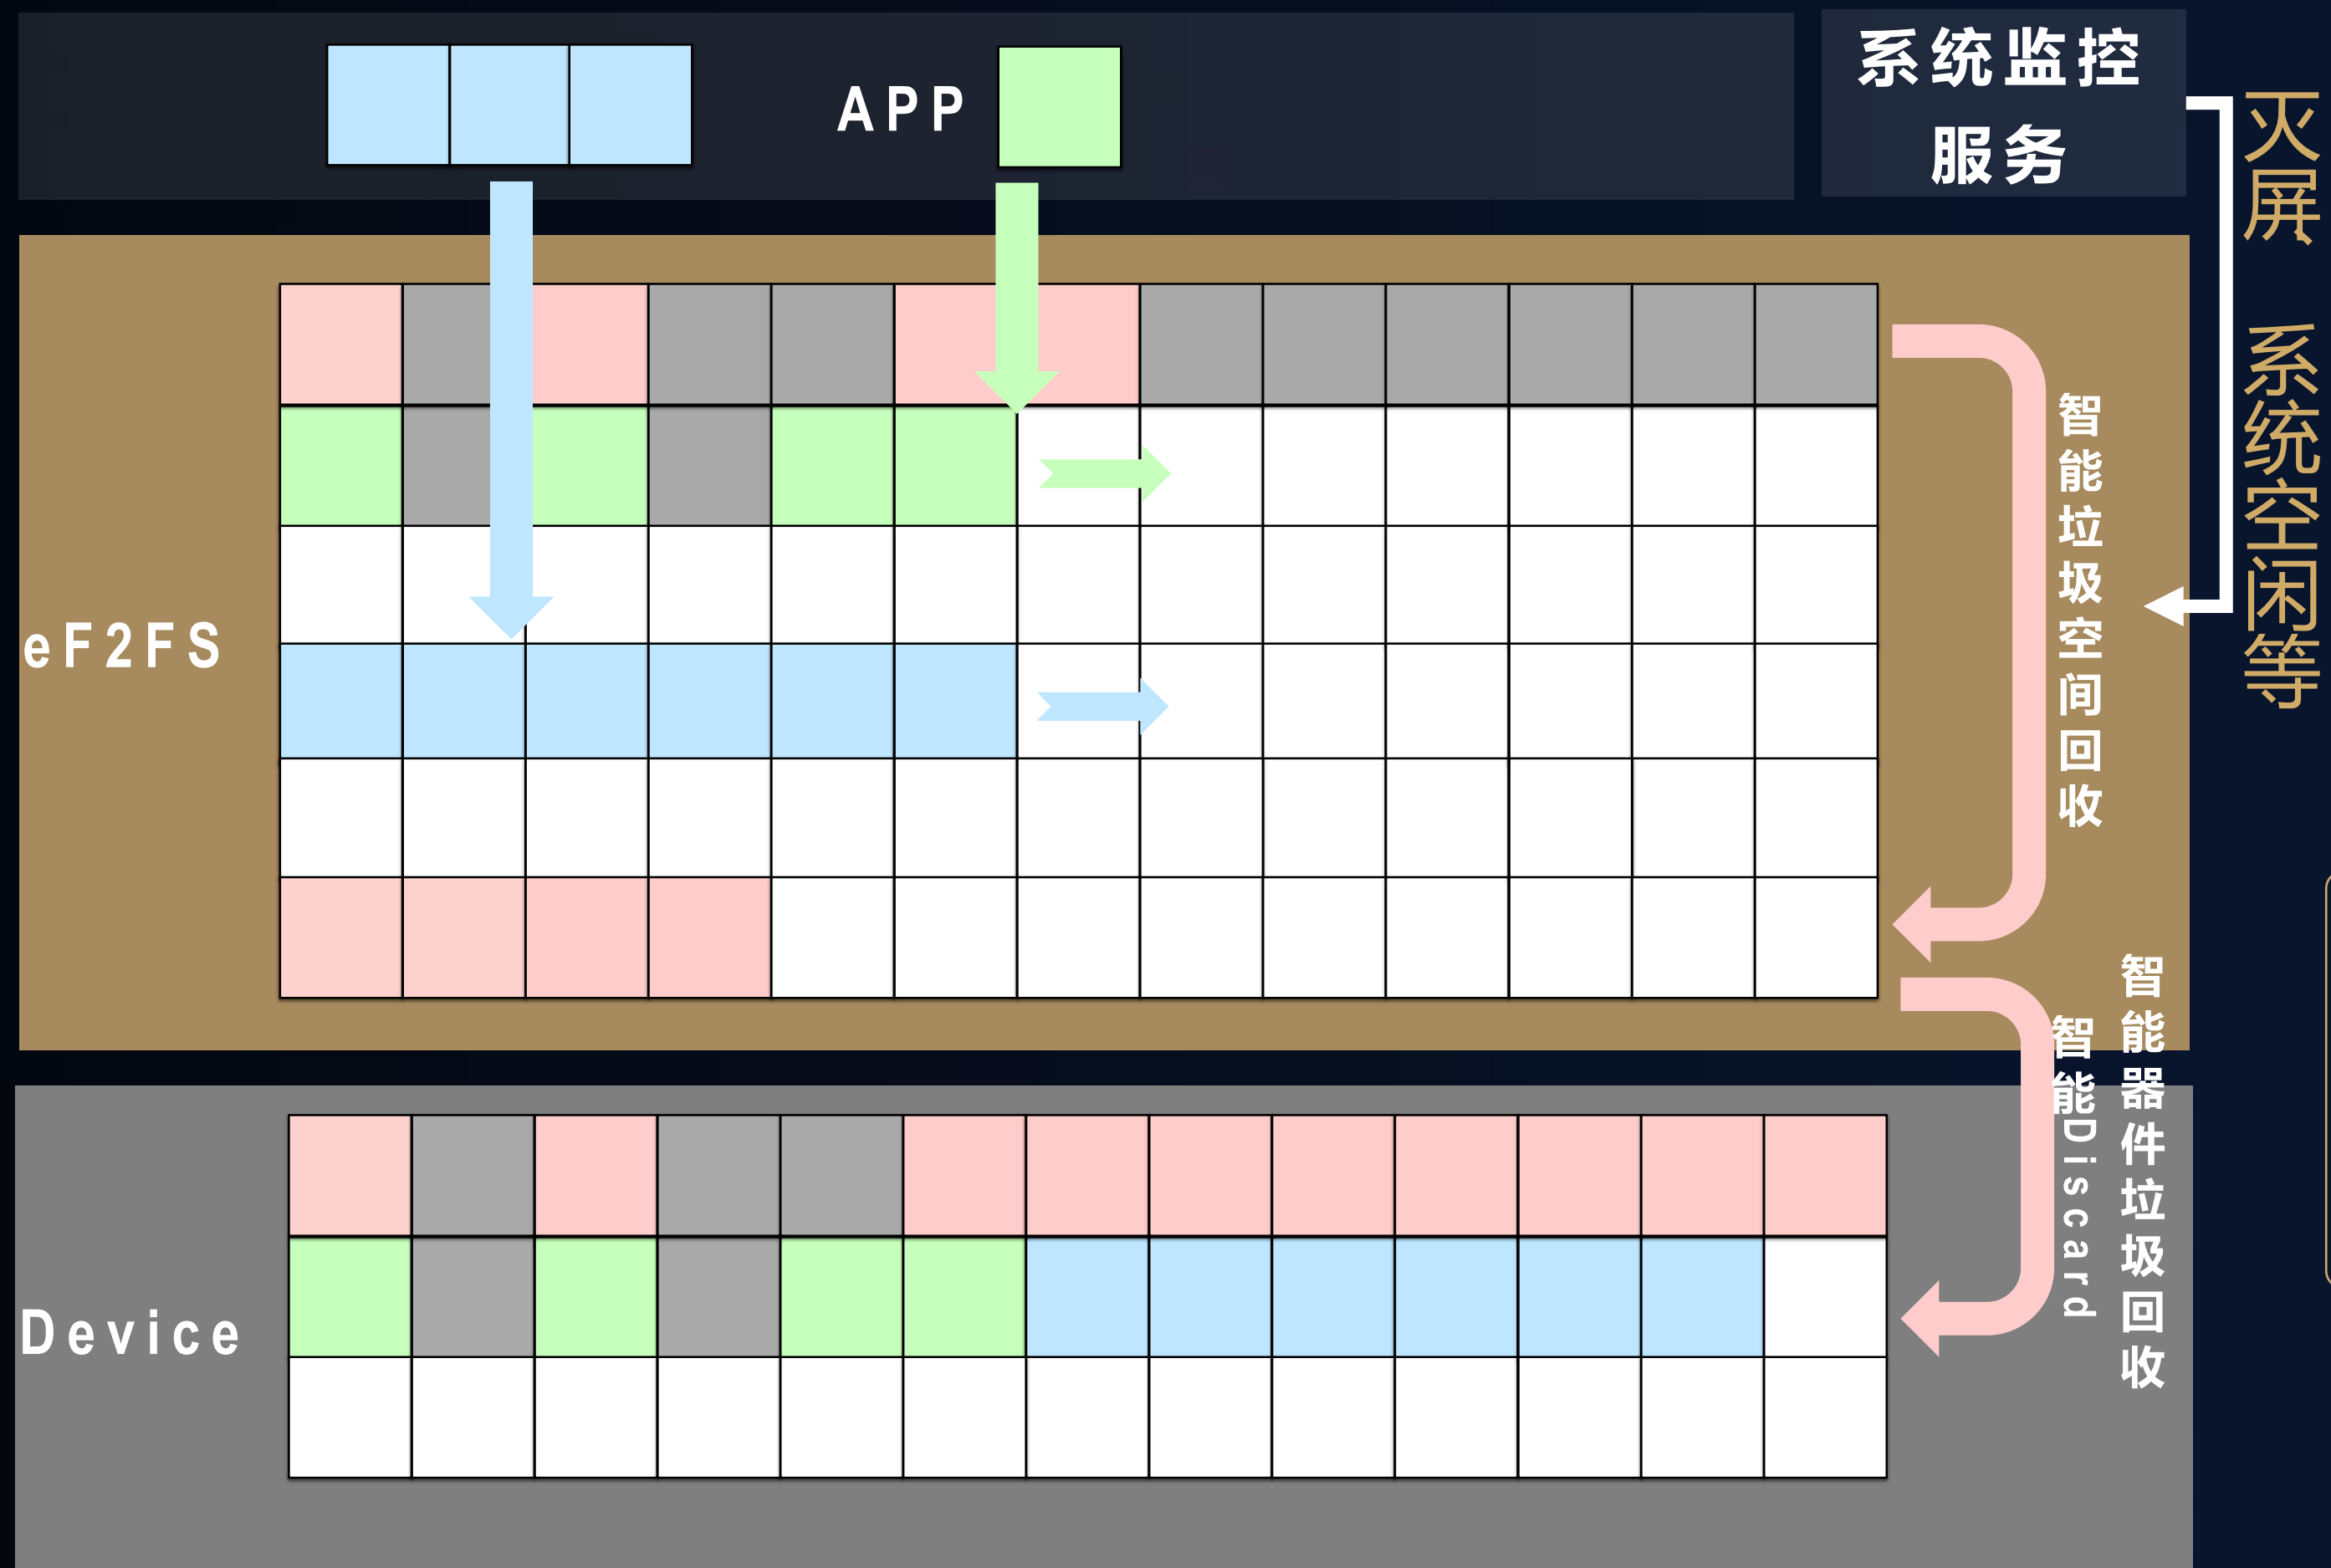 APP
系统监控
服务
灭屏 系统空闲等
智能垃圾空间回收
eF2FS
智能器件垃圾回收
智能Discard
Device